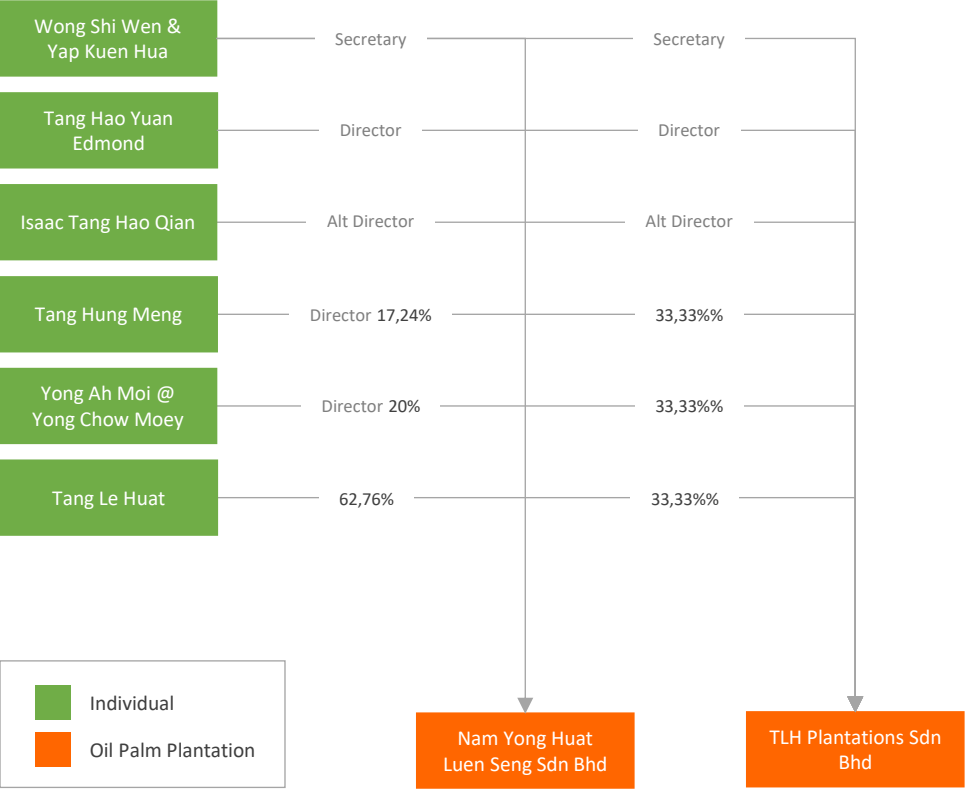 Wong Shi Wen &
Yap Kuen Hua
Secretary
Secretary
Tang Hao Yuan
Edmond
Director
Director
Isaac Tang Hao Qian
Alt Director
Alt Director
Tang Hung Meng
Director 17,24%
33,33%%
Yong Ah Moi @
Yong Chow Moey
Director 20%
33,33%%
Tang Le Huat
62,76%
33,33%%
Individual
Oil Palm Plantation
Nam Yong Huat
Luen Seng Sdn Bhd
TLH Plantations Sdn
Bhd